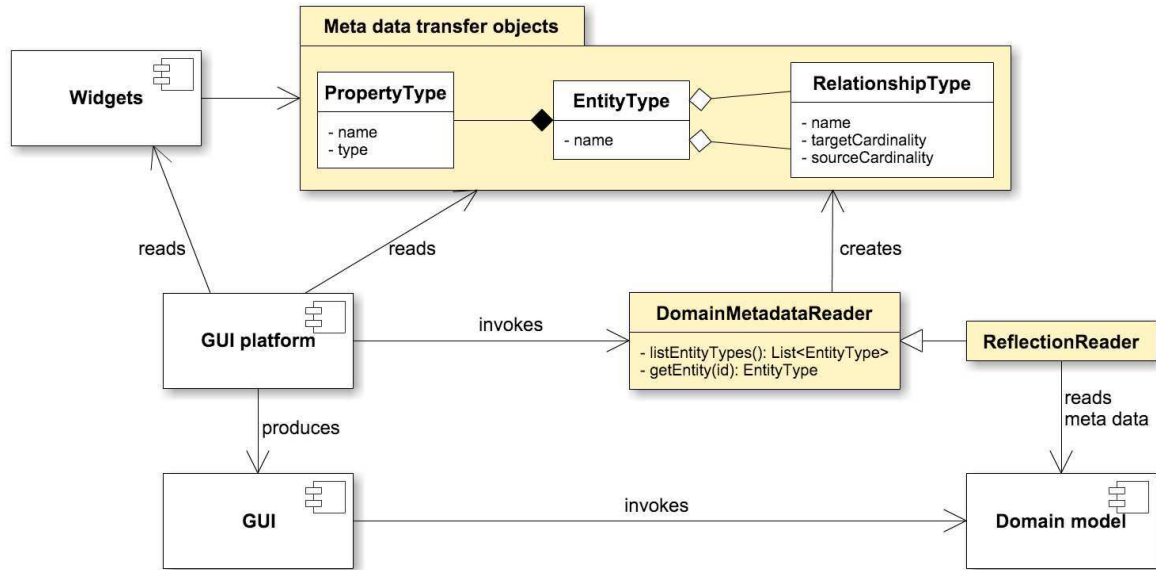 Meta data transfer objects
Widgets
PropertyType
- name
- type
EntityType
- name
RelationshipType
- name
- targetCardinality
- sourceCardinality
reads
reads
creates
GUI platform
invokes
DomainMetadataReader
- listEntityTypes(): List<EntityType>
- getEntity(id): EntityType
ReflectionReader
produces
reads
meta data
GUI
invokes
Domain model